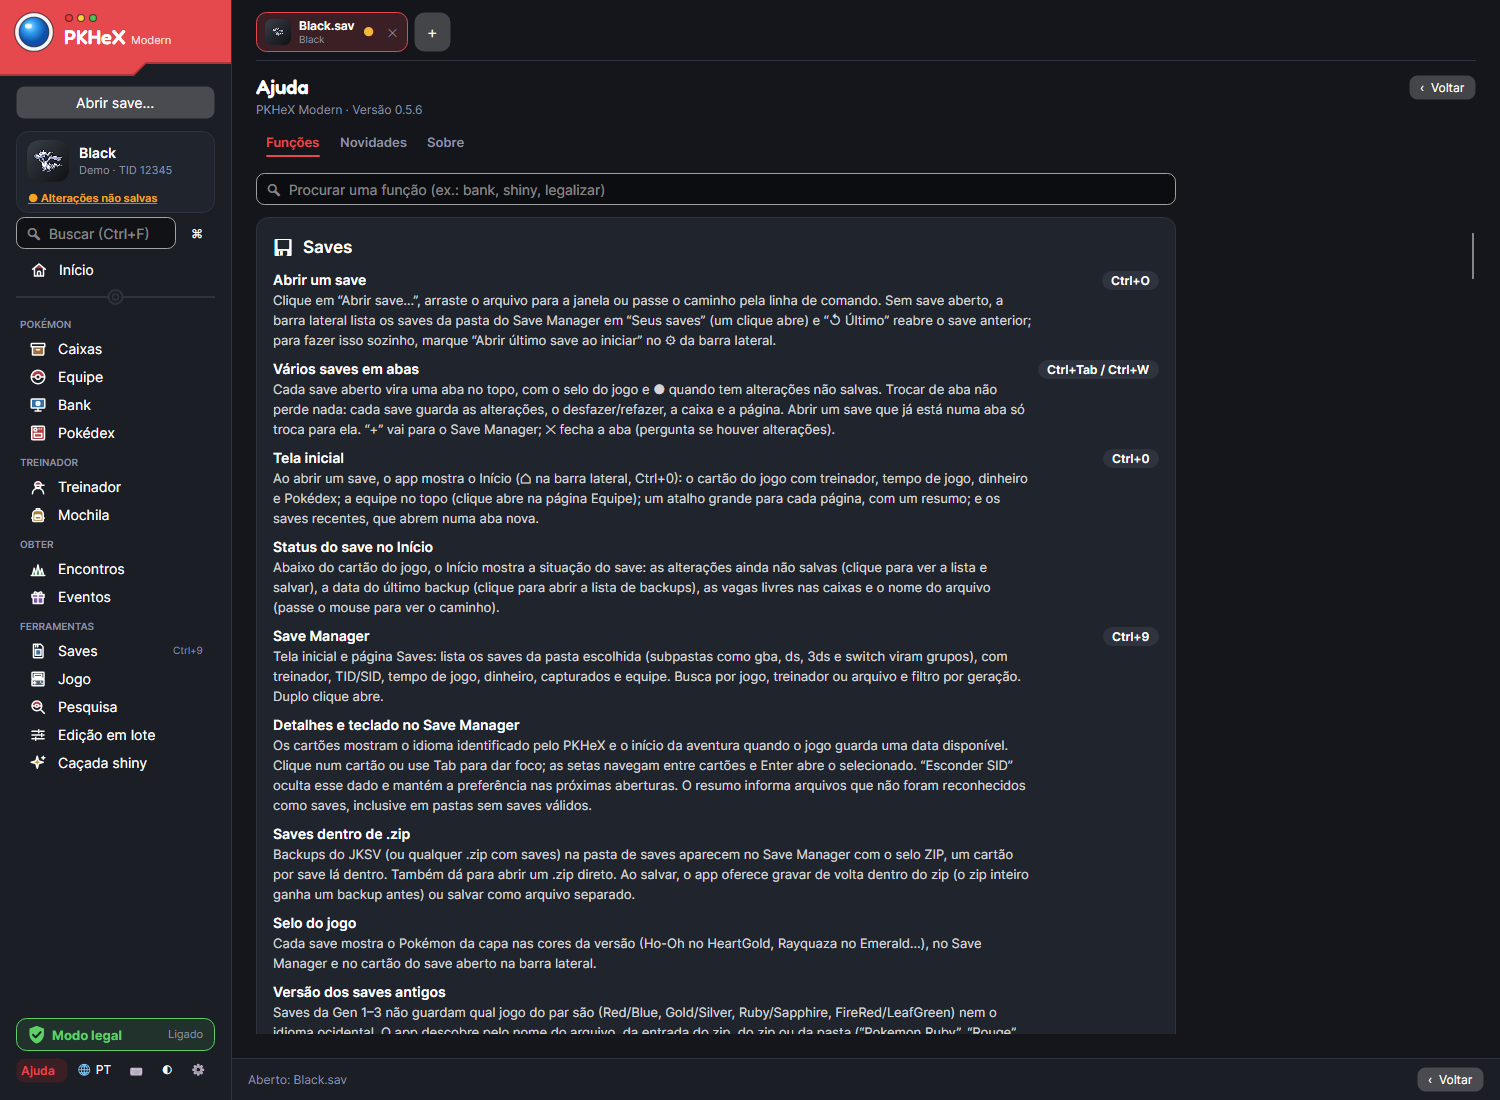 PKHeX Modern
Abrir save...
Black
Demo · TID 12345
Alterações não salvas
Buscar (Ctrl+F)
⌘
Início
POKÉMON
Caixas
Equipe
Bank
Pokédex
TREINADOR
Treinador
Mochila
OBTER
Encontros
Eventos
FERRAMENTAS
Saves Ctrl+9
Jogo
Pesquisa
Edição em lote
Caçada shiny
Modo legal Ligado
Ajuda PT
Black.sav
Black
+
Ajuda
‹ Voltar
PKHeX Modern · Versão 0.5.6
Funções Novidades Sobre
Procurar uma função (ex.: bank, shiny, legalizar)
Saves
Abrir um save Ctrl+O
Clique em “Abrir save...”, arraste o arquivo para a janela ou passe o caminho pela linha de comando. Sem save aberto, a
barra lateral lista os saves da pasta do Save Manager em “Seus saves” (um clique abre) e “↺ Último” reabre o save anterior;
para fazer isso sozinho, marque “Abrir último save ao iniciar” no ⚙ da barra lateral.
Vários saves em abas Ctrl+Tab / Ctrl+W
Cada save aberto vira uma aba no topo, com o selo do jogo e ● quando tem alterações não salvas. Trocar de aba não
perde nada: cada save guarda as alterações, o desfazer/refazer, a caixa e a página. Abrir um save que já está numa aba só
troca para ela. “+” vai para o Save Manager; ✕ fecha a aba (pergunta se houver alterações).
Tela inicial Ctrl+0
Ao abrir um save, o app mostra o Início (⌂ na barra lateral, Ctrl+0): o cartão do jogo com treinador, tempo de jogo, dinheiro
e Pokédex; a equipe no topo (clique abre na página Equipe); um atalho grande para cada página, com um resumo; e os
saves recentes, que abrem numa aba nova.
Status do save no Início
Abaixo do cartão do jogo, o Início mostra a situação do save: as alterações ainda não salvas (clique para ver a lista e
salvar), a data do último backup (clique para abrir a lista de backups), as vagas livres nas caixas e o nome do arquivo
(passe o mouse para ver o caminho).
Save Manager Ctrl+9
Tela inicial e página Saves: lista os saves da pasta escolhida (subpastas como gba, ds, 3ds e switch viram grupos), com
treinador, TID/SID, tempo de jogo, dinheiro, capturados e equipe. Busca por jogo, treinador ou arquivo e filtro por geração.
Duplo clique abre.
Detalhes e teclado no Save Manager
Os cartões mostram o idioma identificado pelo PKHeX e o início da aventura quando o jogo guarda uma data disponível.
Clique num cartão ou use Tab para dar foco; as setas navegam entre cartões e Enter abre o selecionado. “Esconder SID”
oculta esse dado e mantém a preferência nas próximas aberturas. O resumo informa arquivos que não foram reconhecidos
como saves, inclusive em pastas sem saves válidos.
Saves dentro de .zip
Backups do JKSV (ou qualquer .zip com saves) na pasta de saves aparecem no Save Manager com o selo ZIP, um cartão
por save lá dentro. Também dá para abrir um .zip direto. Ao salvar, o app oferece gravar de volta dentro do zip (o zip inteiro
ganha um backup antes) ou salvar como arquivo separado.
Selo do jogo
Cada save mostra o Pokémon da capa nas cores da versão (Ho-Oh no HeartGold, Rayquaza no Emerald...), no Save
Manager e no cartão do save aberto na barra lateral.
Versão dos saves antigos
Saves da Gen 1–3 não guardam qual jogo do par são (Red/Blue, Gold/Silver, Ruby/Sapphire, FireRed/LeafGreen) nem o
idioma ocidental. O app descobre pelo nome do arquivo, da entrada do zip, do zip ou da pasta (“Pokemon Ruby”, “Rouge”
Aberto: Black.sav
‹ Voltar